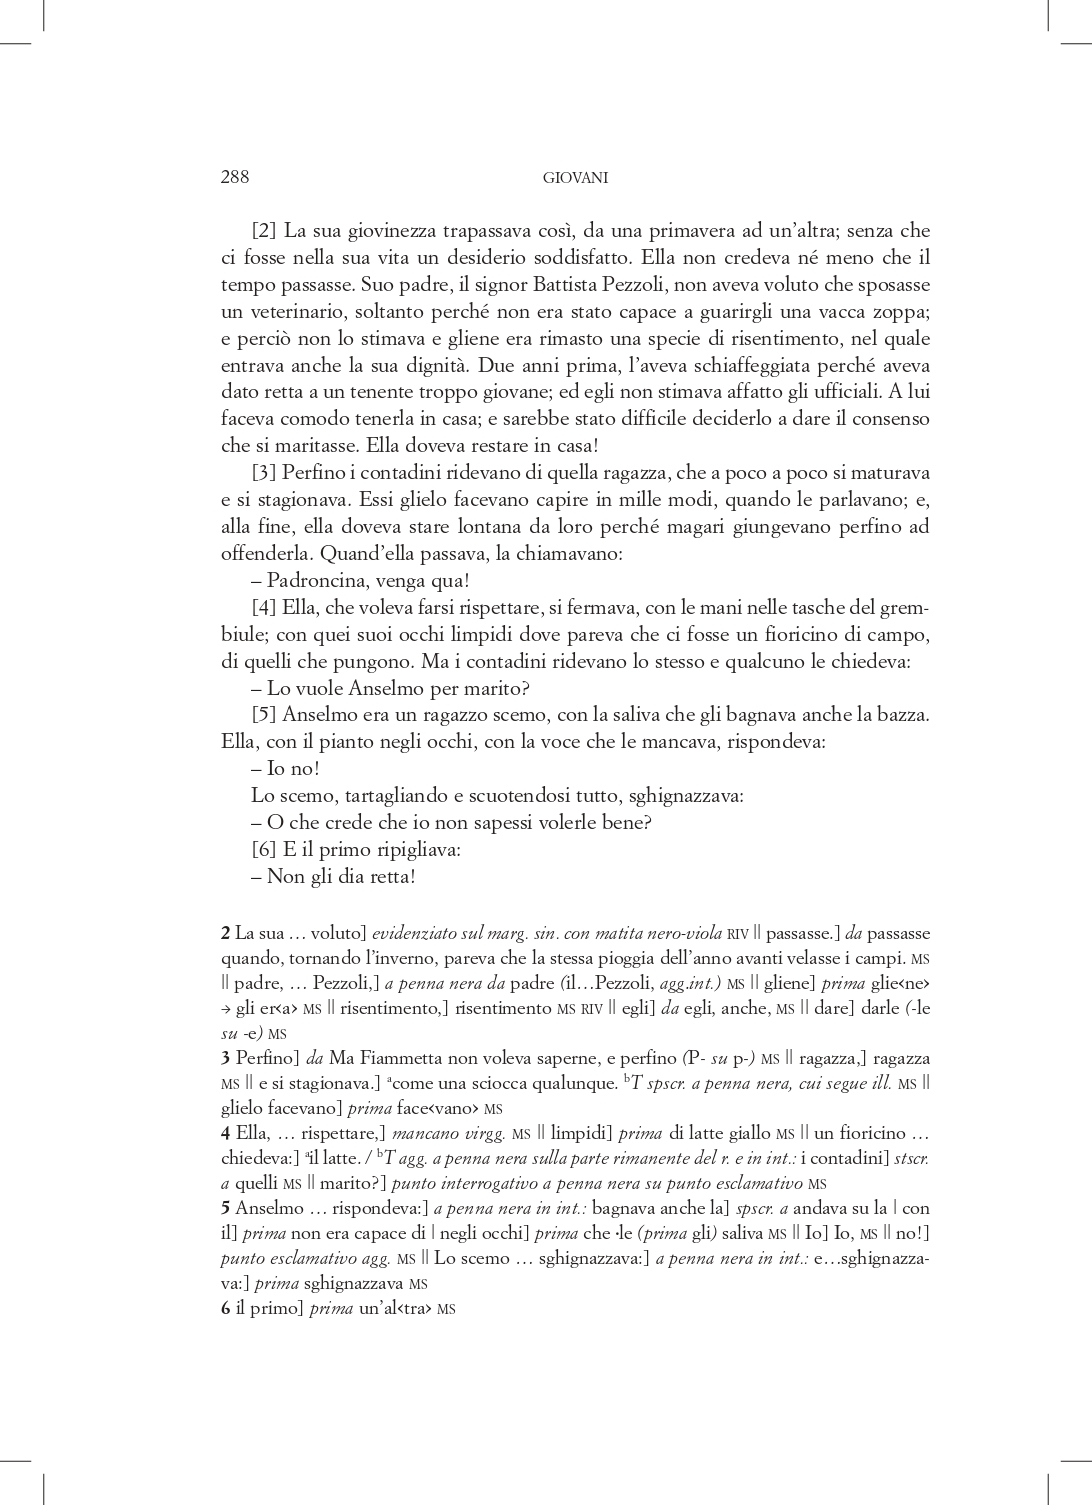 288 GIOVANI
[2] La sua giovinezza trapassava così, da una primavera ad un’altra; senza che
ci fosse nella sua vita un desiderio soddisfatto. Ella non credeva né meno che il
tempo passasse. Suo padre, il signor Battista Pezzoli, non aveva voluto che sposasse
un veterinario, soltanto perché non era stato capace a guarirgli una vacca zoppa;
e perciò non lo stimava e gliene era rimasto una specie di risentimento, nel quale
entrava anche la sua dignità. Due anni prima, l’aveva schiaffeggiata perché aveva
dato retta a un tenente troppo giovane; ed egli non stimava affatto gli ufficiali. A lui
faceva comodo tenerla in casa; e sarebbe stato difficile deciderlo a dare il consenso
che si maritasse. Ella doveva restare in casa!
[3] Perfino i contadini ridevano di quella ragazza, che a poco a poco si maturava
e si stagionava. Essi glielo facevano capire in mille modi, quando le parlavano; e,
alla fine, ella doveva stare lontana da loro perché magari giungevano perfino ad
offenderla. Quand’ella passava, la chiamavano:
– Padroncina, venga qua!
[4] Ella, che voleva farsi rispettare, si fermava, con le mani nelle tasche del grem-
biule; con quei suoi occhi limpidi dove pareva che ci fosse un fioricino di campo,
di quelli che pungono. Ma i contadini ridevano lo stesso e qualcuno le chiedeva:
– Lo vuole Anselmo per marito?
[5] Anselmo era un ragazzo scemo, con la saliva che gli bagnava anche la bazza.
Ella, con il pianto negli occhi, con la voce che le mancava, rispondeva:
– Io no!
Lo scemo, tartagliando e scuotendosi tutto, sghignazzava:
– O che crede che io non sapessi volerle bene?
[6] E il primo ripigliava:
– Non gli dia retta!
2 La sua … voluto] evidenziato sul marg. sin. con matita nero-viola RIV || passasse.] da passasse
quando, tornando l’inverno, pareva che la stessa pioggia dell’anno avanti velasse i campi. MS
|| padre, … Pezzoli,] a penna nera da padre (il…Pezzoli, agg.int.) MS || gliene] prima glie‹ne›
→ gli er‹a› MS || risentimento,] risentimento MS RIV || egli] da egli, anche, MS || dare] darle (-le
su -e) MS
3 Perfino] da Ma Fiammetta non voleva saperne, e perfino (P- su p-) MS || ragazza,] ragazza
MS || e si stagionava.] ᵃcome una sciocca qualunque. ᵇT spscr. a penna nera, cui segue ill. MS ||
glielo facevano] prima face‹vano› MS
4 Ella, … rispettare,] mancano virgg. MS || limpidi] prima di latte giallo MS || un fioricino …
chiedeva:] ᵃil latte. / ᵇT agg. a penna nera sulla parte rimanente del r. e in int.: i contadini] stscr.
a quelli MS || marito?] punto interrogativo a penna nera su punto esclamativo MS
5 Anselmo … rispondeva:] a penna nera in int.: bagnava anche la] spscr. a andava su la | con
il] prima non era capace di | negli occhi] prima che ·le (prima gli) saliva MS || Io] Io, MS || no!]
punto esclamativo agg. MS || Lo scemo … sghignazzava:] a penna nera in int.: e…sghignazza-
va:] prima sghignazzava MS
6 il primo] prima un’al‹tra› MS